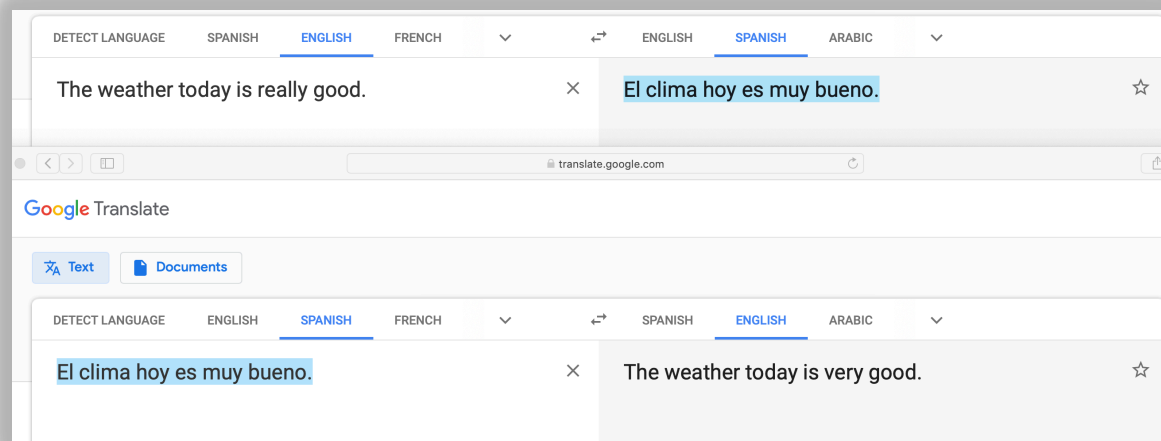 DETECT LANGUAGE SPANISH ENGLISH FRENCH ENGLISH SPANISH ARABIC
The weather today is really good. El clima hoy es muy bueno.
translate.google.com
Google Translate
Text Documents
DETECT LANGUAGE ENGLISH SPANISH FRENCH SPANISH ENGLISH ARABIC
El clima hoy es muy bueno. The weather today is very good.